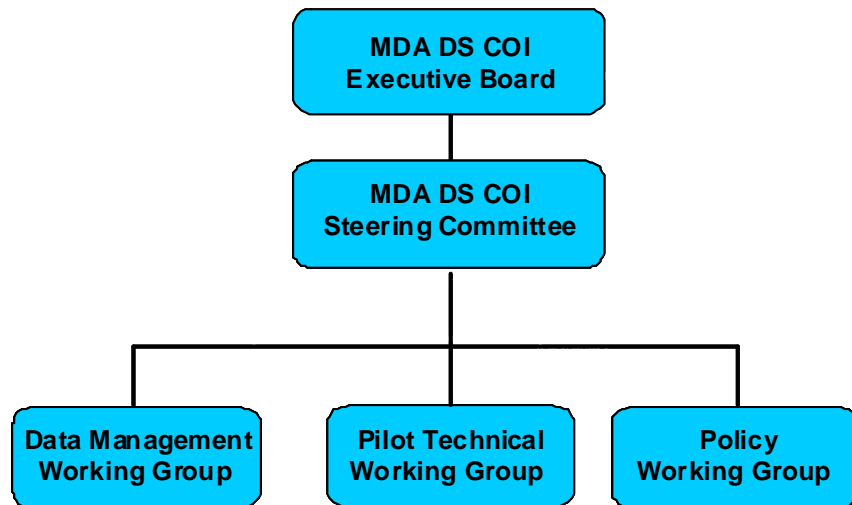 MDA DS COI
Executive Board
MDA DS COI
Steering Committee
Data Management
Working Group
Pilot Technical
Working Group
Policy
Working Group